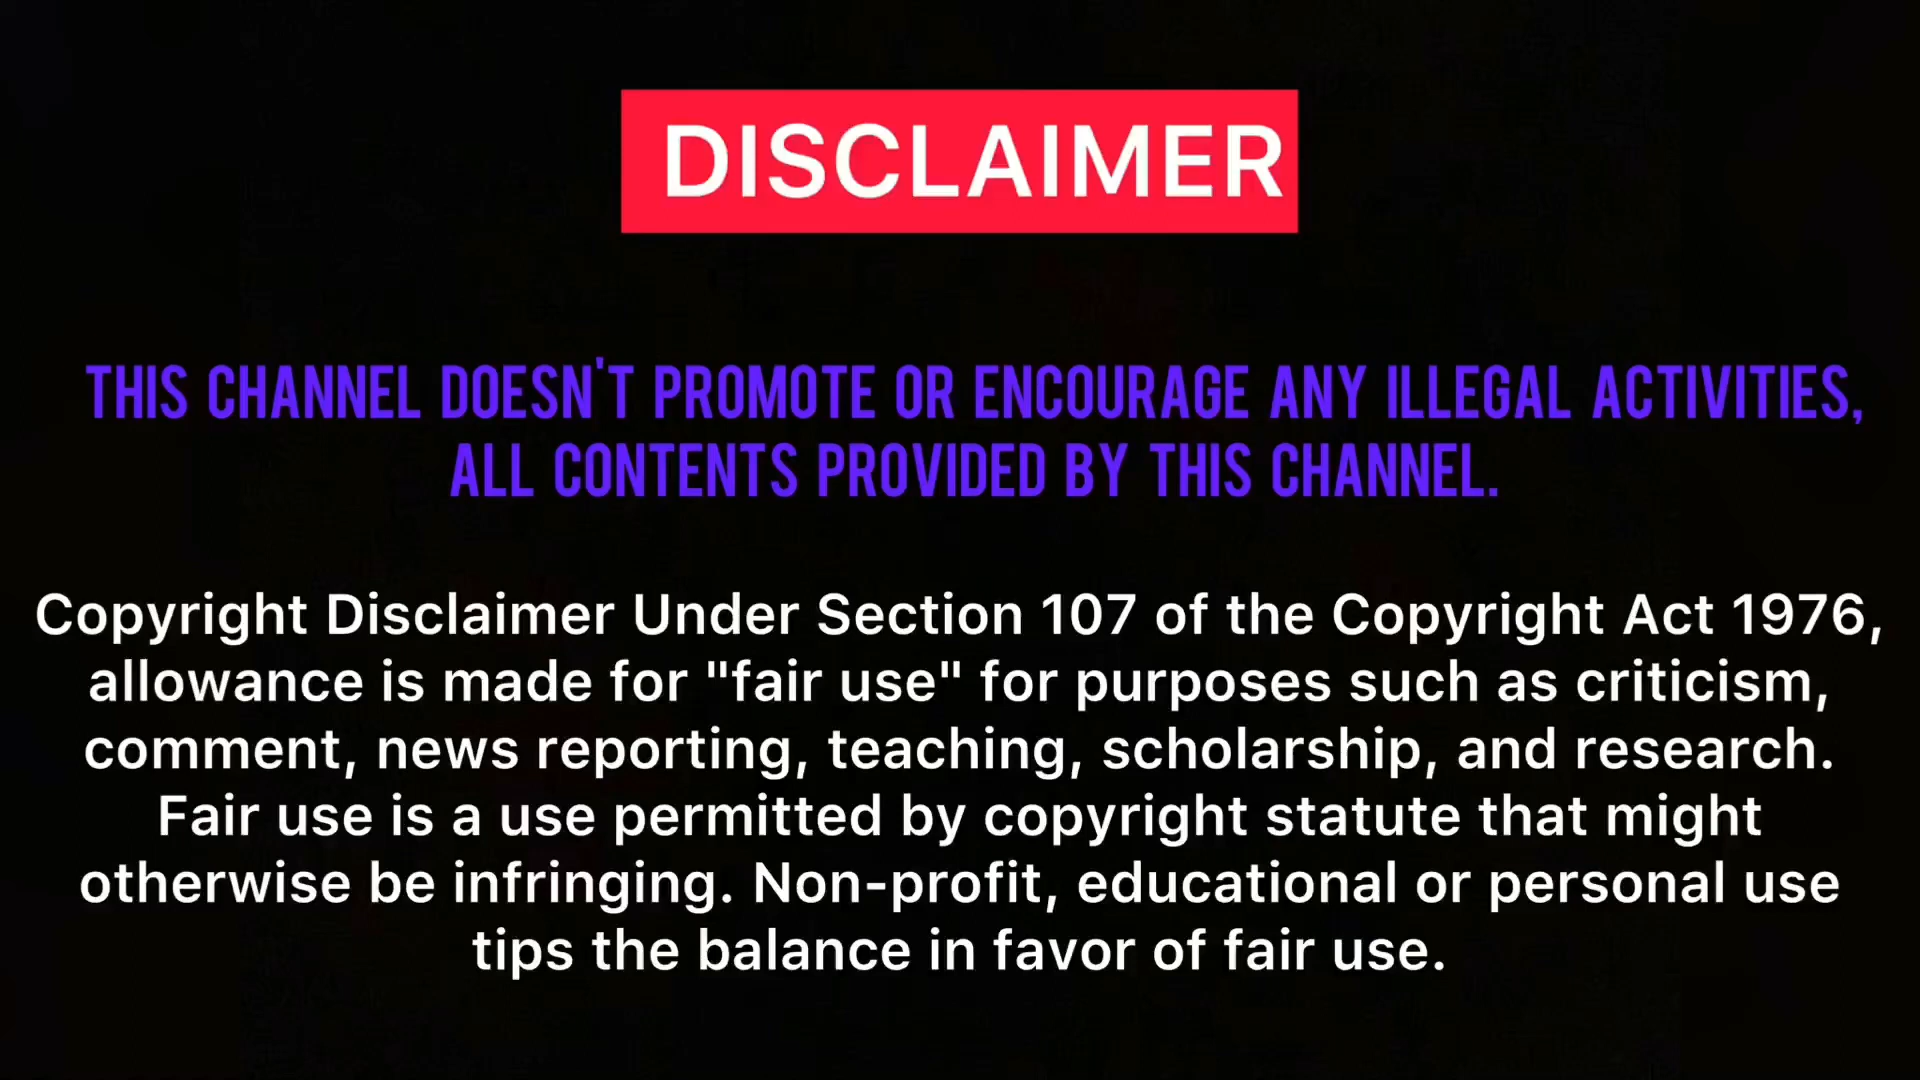 DISCLAIMER
THIS CHANNEL DOESN'T PROMOTE OR ENCOURAGE ANY ILLEGAL ACTIVITIES,
ALL CONTENTS PROVIDED BY THIS CHANNEL.
Copyright Disclaimer Under Section 107 of the Copyright Act 1976,
allowance is made for "fair use" for purposes such as criticism,
comment, news reporting, teaching, scholarship, and research.
Fair use is a use permitted by copyright statute that might
otherwise be infringing. Non-profit, educational or personal use
tips the balance in favor of fair use.